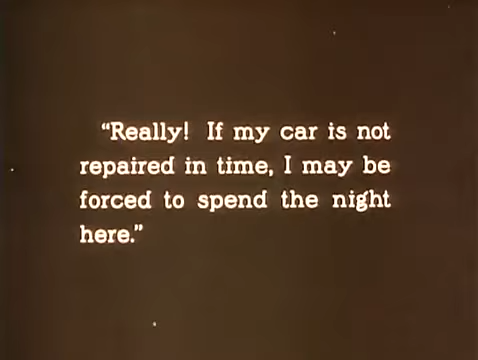 “Really! If my car is not
repaired in time, I may be
forced to spend the night
here.”